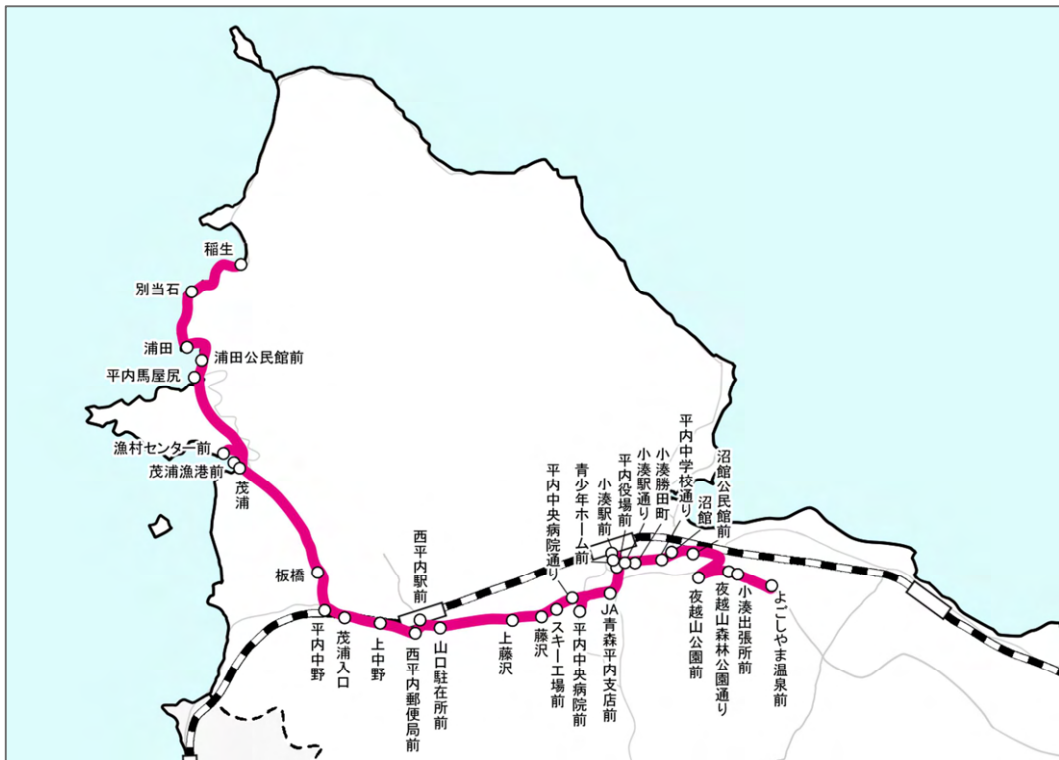 稲生
別当石
浦田
浦田公民館前
平内馬屋尻
漁村センター前
茂浦漁港前
茂浦
板橋
平内中野
茂浦入口
上中野
西平内駅前
西平内郵便局前
山口駐在所前
上藤沢
藤沢
スキー工場前
平内中央病院通り
平内中央病院前
JA青森平内支店前
青少年ホーム前
小湊駅前
平内役場前
小湊駅通り
小湊勝田町
平内中学校通り
沼館
沼館公民館前
夜越山公園前
夜越山森林公園通り
小湊出張所前
よごしやま温泉前